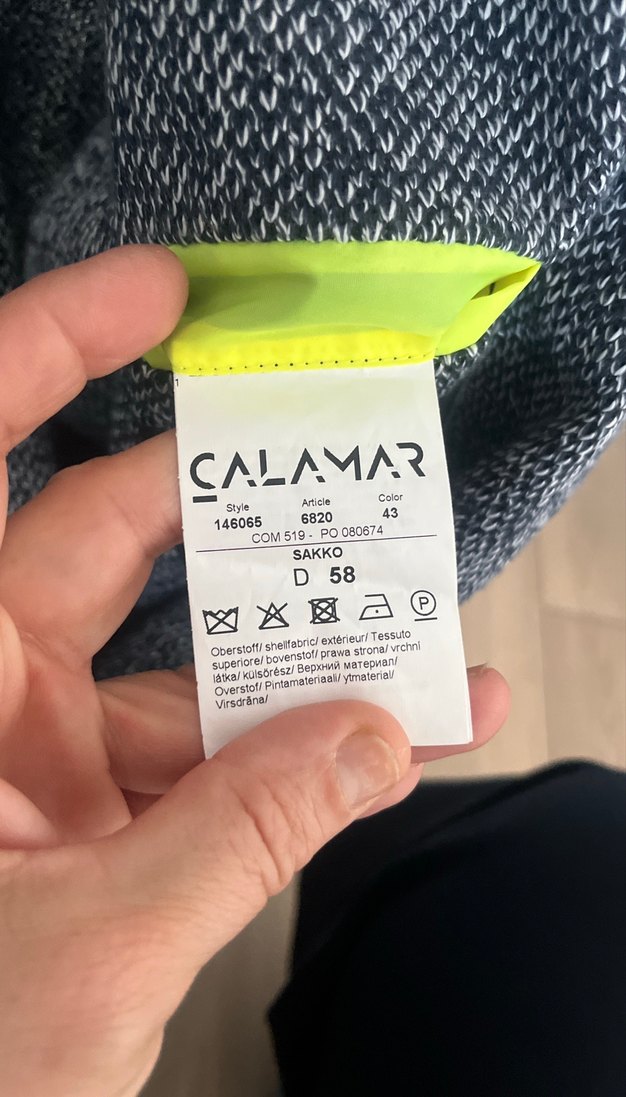 1
CALAMAR
Style Article Color
146065 6820 43
COM 519 - PO 080674
SAKKO
D 58
P
Oberstoff/ shellfabric/ extérieur/ Tessuto
superiore/ bovenstof/ prawa strona/ vrchni
látka/ külsőrész/ Верхний материал/
Overstof/ Pintamateriaali/ ytmaterial/
Virsdrāna/